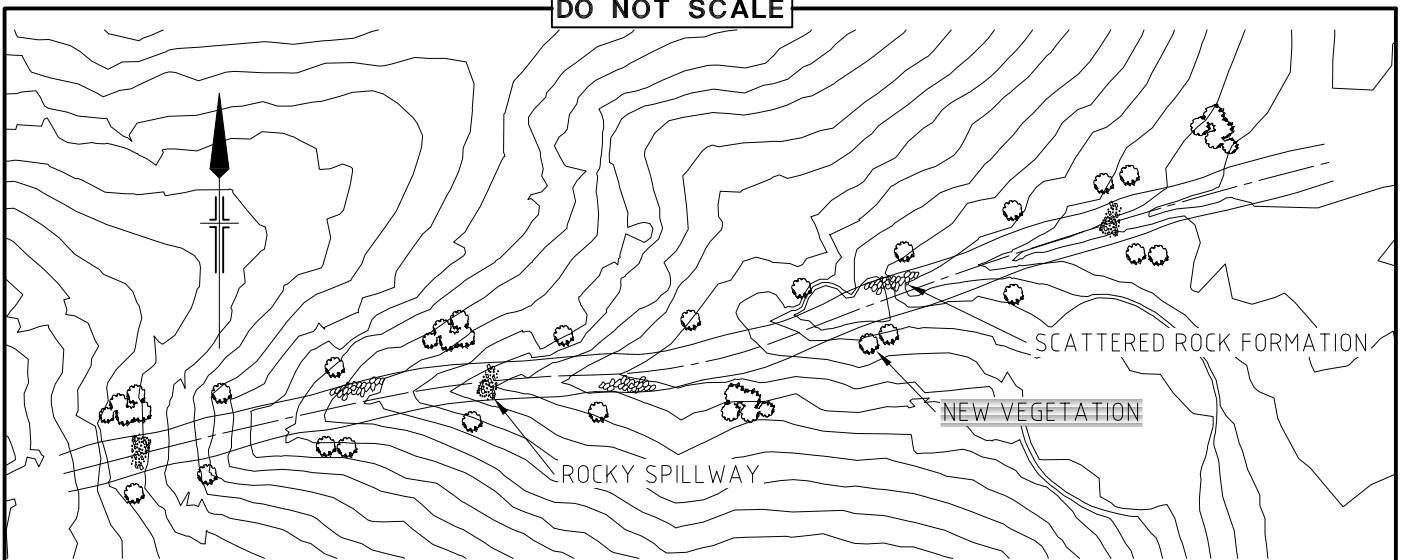 DO NOT SCALE
SCATTERED ROCK FORMATION
NEW VEGETATION
ROCKY SPILLWAY